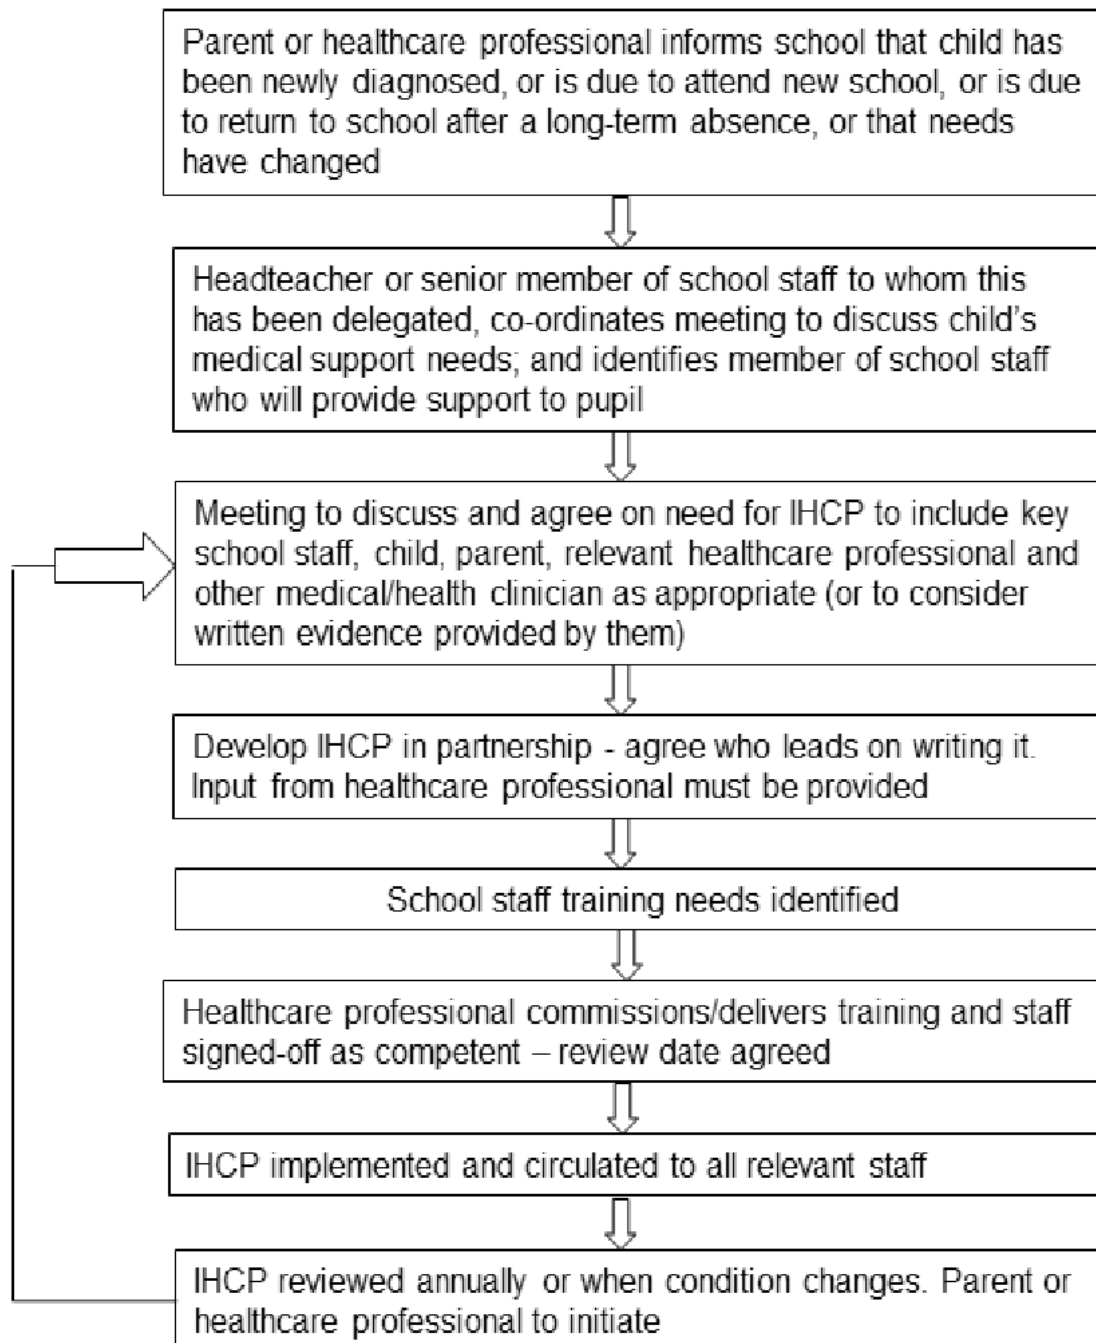 Parent or healthcare professional informs school that child has
been newly diagnosed, or is due to attend new school, or is due
to return to school after a long-term absence, or that needs
have changed
Headteacher or senior member of school staff to whom this
has been delegated, co-ordinates meeting to discuss child's
medical support needs; and identifies member of school staff
who will provide support to pupil
Meeting to discuss and agree on need for IHCP to include key
school staff, child, parent, relevant healthcare professional and
other medical/health clinician as appropriate (or to consider
written evidence provided by them)
Develop IHCP in partnership - agree who leads on writing it.
Input from healthcare professional must be provided
School staff training needs identified
Healthcare professional commissions/delivers training and staff
signed-off as competent – review date agreed
IHCP implemented and circulated to all relevant staff
IHCP reviewed annually or when condition changes. Parent or
healthcare professional to initiate